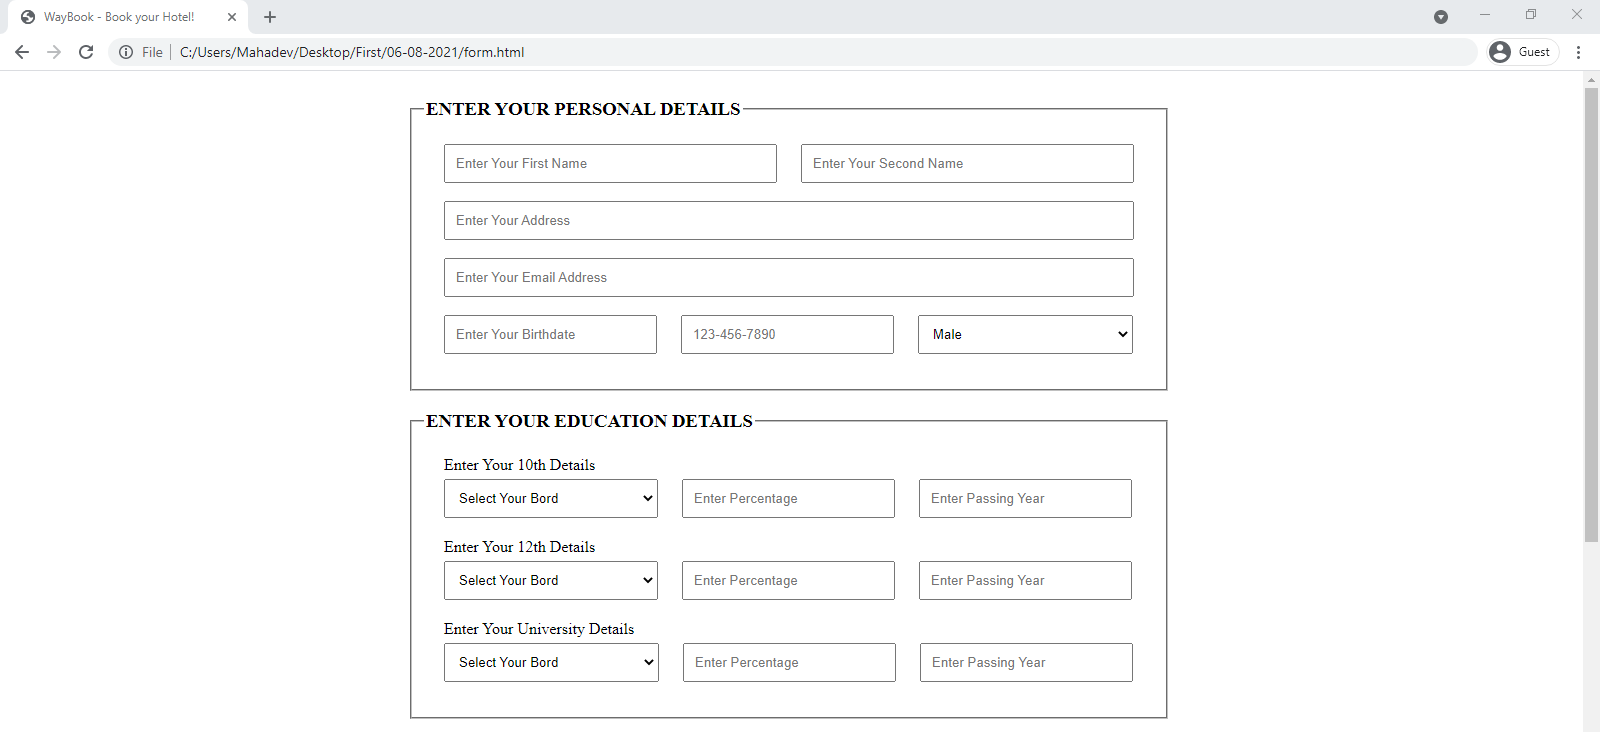 WayBook - Book your Hotel!
File C:/Users/Mahadev/Desktop/First/06-08-2021/form.html Guest
ENTER YOUR PERSONAL DETAILS
Enter Your First Name Enter Your Second Name
Enter Your Address
Enter Your Email Address
Enter Your Birthdate 123-456-7890 Male
ENTER YOUR EDUCATION DETAILS
Enter Your 10th Details
Select Your Bord Enter Percentage Enter Passing Year
Enter Your 12th Details
Select Your Bord Enter Percentage Enter Passing Year
Enter Your University Details
Select Your Bord Enter Percentage Enter Passing Year